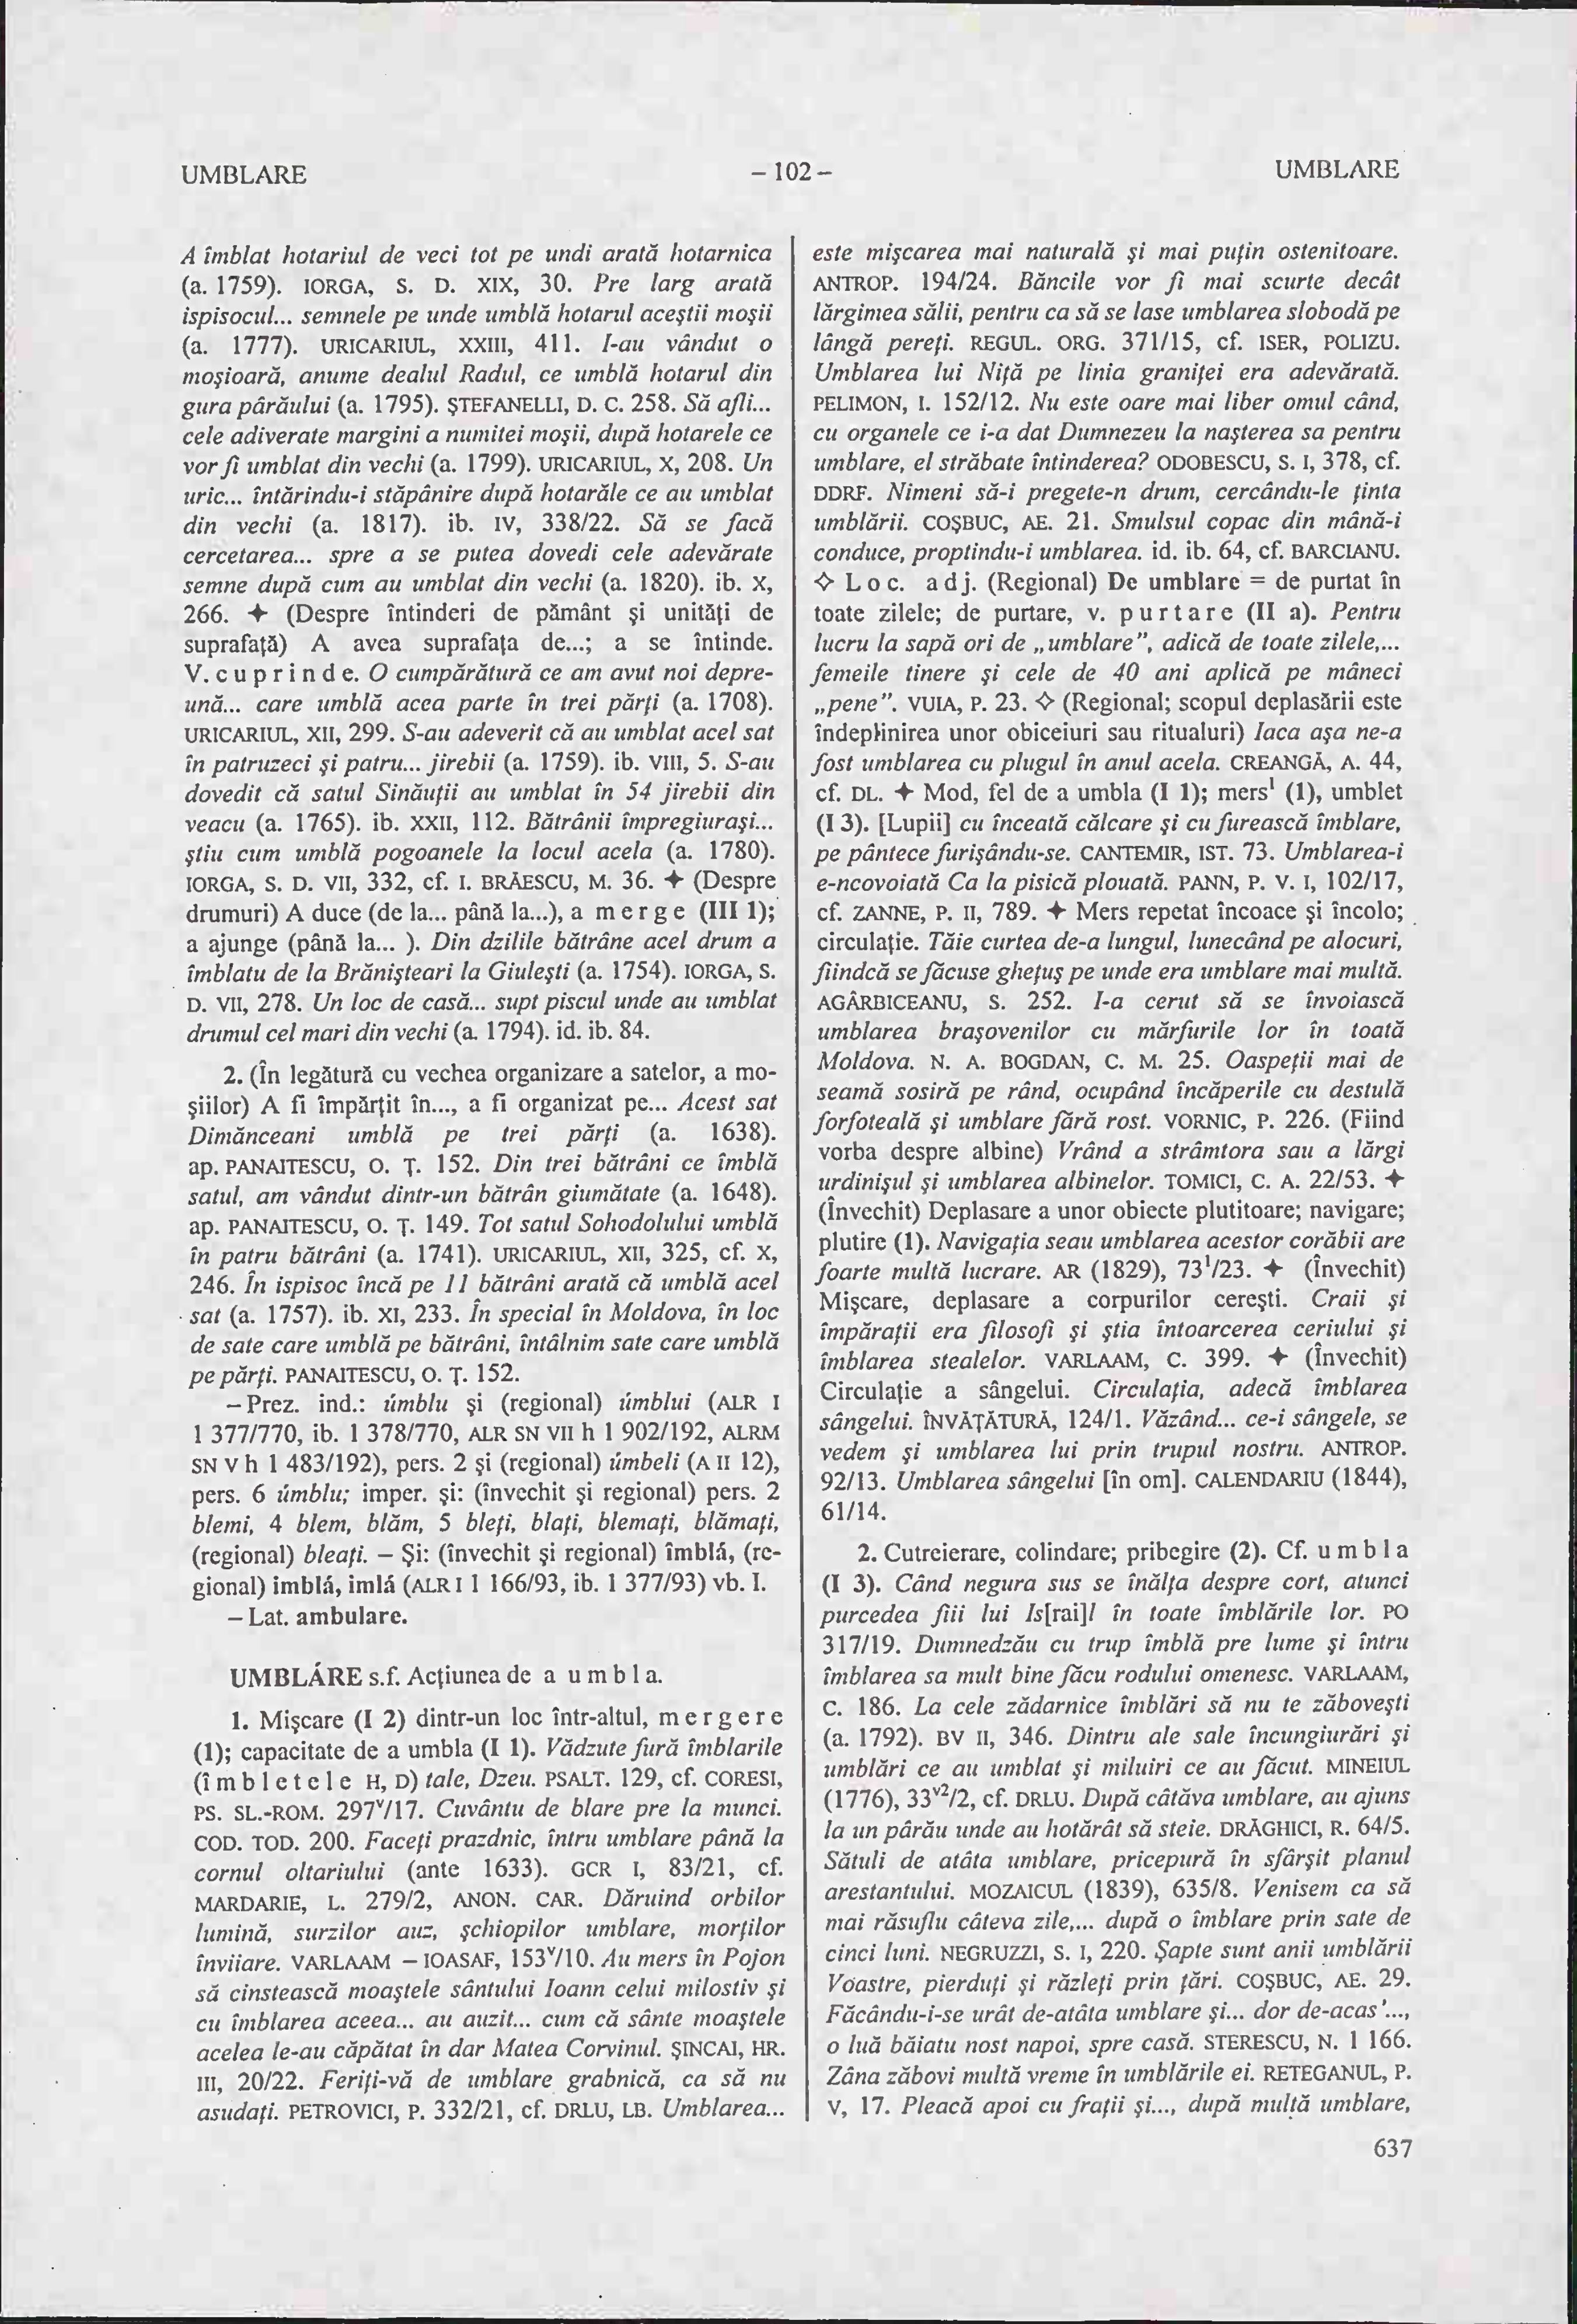 UMBLARE
– 102 –
UMBLARE
A îmblat hotariul de veci tot pe undi arată hotarnica
(a. 1759). IORGA, S. D. XIX, 30. Pre larg arată
ispisocul... semnele pe unde umblă hotarul aceştii moşii
(a. 1777). URICARIUL, XXIII, 411. I-au vândut o
moşioară, anume dealul Radul, ce umblă hotarul din
gura pârăului (a. 1795). ŞTEFANELLI, D. C. 258. Să afli...
cele adiverate margini a numitei moşii, după hotarele ce
vor fi umblat din vechi (a. 1799). URICARIUL, X, 208. Un
uric... întărindu-i stăpânire după hotarăle ce au umblat
din vechi (a. 1817). ib. IV, 338/22. Să se facă
cercetarea... spre a se putea dovedi cele adevărate
semne după cum au umblat din vechi (a. 1820). ib. X,
266. ✦ (Despre întinderi de pământ şi unităţi de
suprafaţă) A avea suprafaţa de...; a se întinde.
V. c u p r i n d e. O cumpărătură ce am avut noi depre-
ună... care umblă acea parte în trei părţi (a. 1708).
URICARIUL, XII, 299. S-au adeverit că au umblat acel sat
în patruzeci şi patru... jirebii (a. 1759). ib. VIII, 5. S-au
dovedit că satul Sinăuţii au umblat în 54 jirebii din
veacu (a. 1765). ib. XXII, 112. Bătrânii împregiuraşi...
ştiu cum umblă pogoanele la locul acela (a. 1780).
IORGA, S. D. VII, 332, cf. I. BRĂESCU, M. 36. ✦ (Despre
drumuri) A duce (de la... până la...), a m e r g e (III 1);
a ajunge (până la... ). Din dzilile bătrâne acel drum a
îmblatu de la Brănişteari la Giuleşti (a. 1754). IORGA, S.
D. VII, 278. Un loc de casă... supt piscul unde au umblat
drumul cel mari din vechi (a. 1794). id. ib. 84.
2. (În legătură cu vechea organizare a satelor, a mo-
şiilor) A fi împărţit în..., a fi organizat pe... Acest sat
Dimănceani umblă pe trei părţi (a. 1638).
ap. PANAITESCU, O. Ţ. 152. Din trei bătrâni ce îmblă
satul, am vândut dintr-un bătrân giumătate (a. 1648).
ap. PANAITESCU, O. Ţ. 149. Tot satul Sohodolului umblă
în patru bătrâni (a. 1741). URICARIUL, XII, 325, cf. X,
246. În ispisoc încă pe 11 bătrâni arată că umblă acel
sat (a. 1757). ib. XI, 233. În special în Moldova, în loc
de sate care umblă pe bătrâni, întâlnim sate care umblă
pe părţi. PANAITESCU, O. Ţ. 152.
– Prez. ind.: úmblu şi (regional) úmblui (ALR I
1 377/770, ib. 1 378/770, ALR SN VII h 1 902/192, ALRM
SN V h 1 483/192), pers. 2 şi (regional) úmbeli (A II 12),
pers. 6 úmblu; imper. şi: (învechit şi regional) pers. 2
blemi, 4 blem, blăm, 5 bleţi, blaţi, blemaţi, blămaţi,
(regional) bleaţi. – Şi: (învechit şi regional) îmblá, (re-
gional) imblá, imlá (ALR I 1 166/93, ib. 1 377/93) vb. I.
– Lat. ambulare.
UMBLÁRE s.f. Acţiunea de a u m b l a.
1. Mişcare (I 2) dintr-un loc într-altul, m e r g e r e
(1); capacitate de a umbla (I 1). Vădzute fură îmblarile
(î m b l e t e l e H, D) tale, Dzeu. PSALT. 129, cf. CORESI,
PS. SL.-ROM. 297ᵛ/17. Cuvântu de blare pre la munci.
COD. TOD. 200. Faceţi prazdnic, întru umblare până la
cornul oltariului (ante 1633). GCR I, 83/21, cf.
MARDARIE, L. 279/2, ANON. CAR. Dăruind orbilor
lumină, surzilor auz, şchiopilor umblare, morţilor
înviiare. VARLAAM – IOASAF, 153ᵛ/10. Au mers în Pojon
să cinstească moaştele sântului Ioann celui milostiv şi
cu îmblarea aceea... au auzit... cum că sânte moaştele
acelea le-au căpătat în dar Matea Corvinul. ŞINCAI, HR.
III, 20/22. Feriţi-vă de umblare grabnică, ca să nu
asudaţi. PETROVICI, P. 332/21, cf. DRLU, LB. Umblarea...
este mişcarea mai naturală şi mai puţin ostenitoare.
ANTROP. 194/24. Băncile vor fi mai scurte decât
lărgimea sălii, pentru ca să se lase umblarea slobodă pe
lângă pereţi. REGUL. ORG. 371/15, cf. ISER, POLIZU.
Umblarea lui Niţă pe linia graniţei era adevărată.
PELIMON, I. 152/12. Nu este oare mai liber omul când,
cu organele ce i-a dat Dumnezeu la naşterea sa pentru
umblare, el străbate întinderea? ODOBESCU, S. I, 378, cf.
DDRF. Nimeni să-i pregete-n drum, cercându-le ţinta
umblării. COŞBUC, AE. 21. Smulsul copac din mână-i
conduce, proptindu-i umblarea. id. ib. 64, cf. BARCIANU.
✧ L o c. a d j. (Regional) De umblare = de purtat în
toate zilele; de purtare, v. p u r t a r e (II a). Pentru
lucru la sapă ori de „umblare”, adică de toate zilele,...
femeile tinere şi cele de 40 ani aplică pe mâneci
„pene”. VUIA, P. 23. ✧ (Regional; scopul deplasării este
îndeplinirea unor obiceiuri sau ritualuri) Iaca aşa ne-a
fost umblarea cu plugul în anul acela. CREANGĂ, A. 44,
cf. DL. ✦ Mod, fel de a umbla (I 1); mers¹ (1), umblet
(I 3). [Lupii] cu înceată călcare şi cu furească îmblare,
pe pântece furişându-se. CANTEMIR, IST. 73. Umblarea-i
e-ncovoiată Ca la pisică plouată. PANN, P. V. I, 102/17,
cf. ZANNE, P. II, 789. ✦ Mers repetat încoace şi încolo;
circulaţie. Tăie curtea de-a lungul, lunecând pe alocuri,
fiindcă se făcuse gheţuş pe unde era umblare mai multă.
AGÂRBICEANU, S. 252. I-a cerut să se învoiască
umblarea braşovenilor cu mărfurile lor în toată
Moldova. N. A. BOGDAN, C. M. 25. Oaspeţii mai de
seamă sosiră pe rând, ocupând încăperile cu destulă
forfoteală şi umblare fără rost. VORNIC, P. 226. (Fiind
vorba despre albine) Vrând a strâmtora sau a lărgi
urdinişul şi umblarea albinelor. TOMICI, C. A. 22/53. ✦
(Învechit) Deplasare a unor obiecte plutitoare; navigare;
plutire (1). Navigaţia seau umblarea acestor corăbii are
foarte multă lucrare. AR (1829), 73¹/23. ✦ (Învechit)
Mişcare, deplasare a corpurilor cereşti. Craii şi
împăraţii era filosofi şi ştia întoarcerea ceriului şi
îmblarea stealelor. VARLAAM, C. 399. ✦ (Învechit)
Circulaţie a sângelui. Circulaţia, adecă îmblarea
sângelui. ÎNVĂŢĂTURĂ, 124/1. Văzând... ce-i sângele, se
vedem şi umblarea lui prin trupul nostru. ANTROP.
92/13. Umblarea sângelui [în om]. CALENDARIU (1844),
61/14.
2. Cutreierare, colindare; pribegire (2). Cf. u m b l a
(I 3). Când negura sus se înălţa despre cort, atunci
purcedea fiii lui Is[rai]l în toate îmblările lor. PO
317/19. Dumnedzău cu trup îmblă pre lume şi întru
îmblarea sa mult bine făcu rodului omenesc. VARLAAM,
C. 186. La cele zădarnice îmblări să nu te zăboveşti
(a. 1792). BV II, 346. Dintru ale sale încungiurări şi
umblări ce au umblat şi miluiri ce au făcut. MINEIUL
(1776), 33ᵛ²/2, cf. DRLU. După câtăva umblare, au ajuns
la un pârău unde au hotărât să steie. DRĂGHICI, R. 64/5.
Sătuli de atâta umblare, pricepură în sfârşit planul
arestantului. MOZAICUL (1839), 635/8. Venisem ca să
mai răsuflu câteva zile,... după o îmblare prin sate de
cinci luni. NEGRUZZI, S. I, 220. Şapte sunt anii umblării
Voastre, pierduţi şi răzleţi prin ţări. COŞBUC, AE. 29.
Făcându-i-se urât de-atâta umblare şi... dor de-acas'...,
o luă băiatu nost napoi, spre casă. STERESCU, N. 1 166.
Zâna zăbovi multă vreme în umblările ei. RETEGANUL, P.
V, 17. Pleacă apoi cu fraţii şi..., după multă umblare,
637